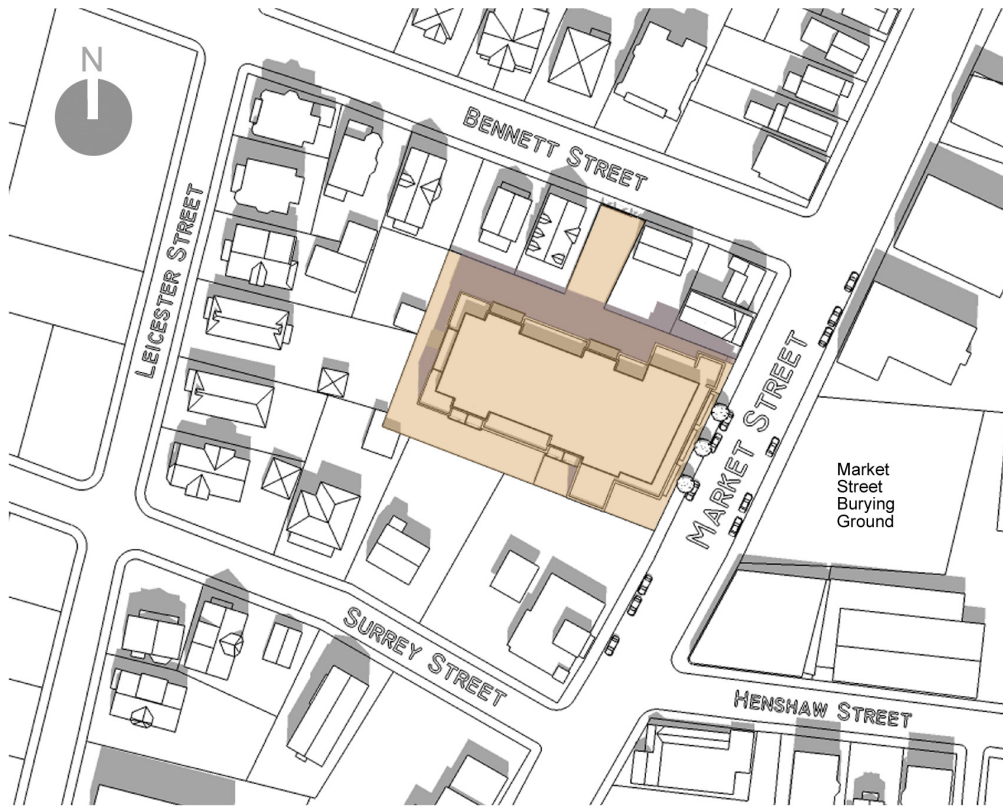 N
BENNETT STREET
LEICESTER STREET
MARKET STREET
Market
Street
Burying
Ground
SURREY STREET
HENSHAW STREET